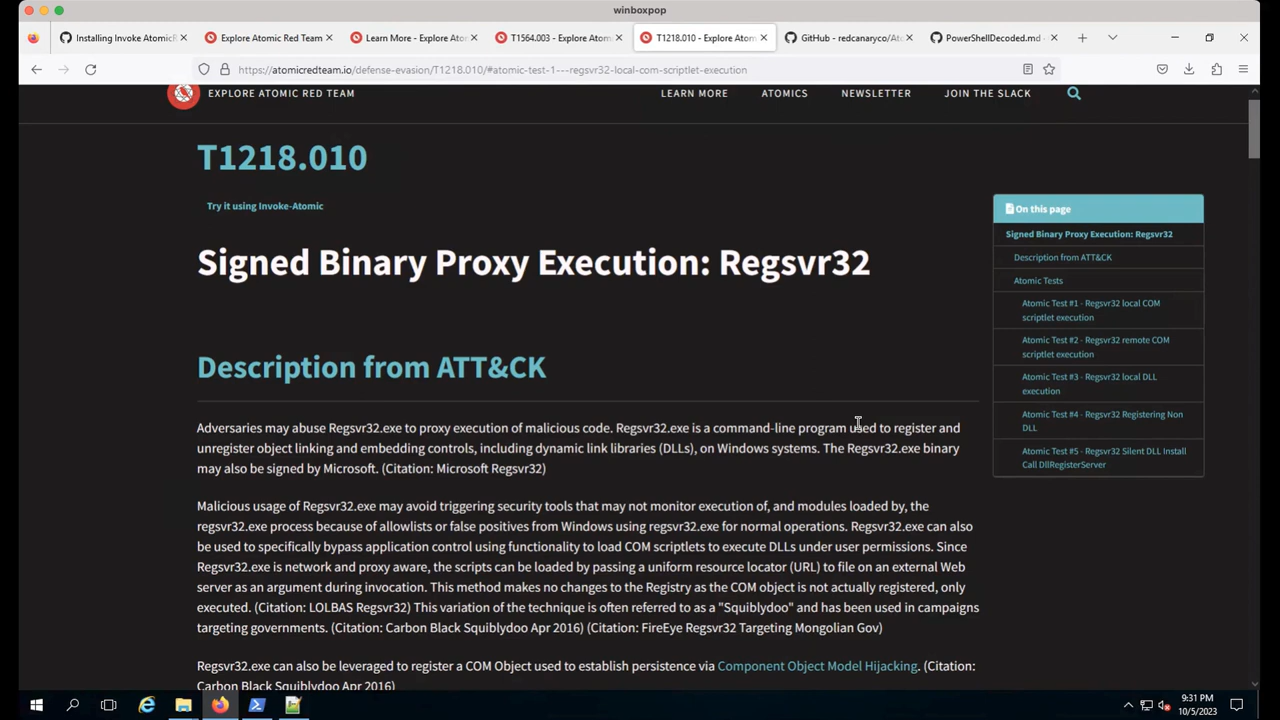 winboxpop
Installing Invoke AtomicR
Explore Atomic Red Team
Learn More - Explore Ato
T1564.003 - Explore Atom
T1218.010 - Explore Atom
GitHub - redcanaryco/Ato
PowerShellDecoded.md -
https://atomicredteam.io/defense-evasion/T1218.010/#atomic-test-1---regsvr32-local-com-scriptlet-execution
EXPLORE ATOMIC RED TEAM
LEARN MORE
ATOMICS
NEWSLETTER
JOIN THE SLACK
T1218.010
Try it using Invoke-Atomic
Signed Binary Proxy Execution: Regsvr32
Description from ATT&CK
Adversaries may abuse Regsvr32.exe to proxy execution of malicious code. Regsvr32.exe is a command-line program used to register and
unregister object linking and embedding controls, including dynamic link libraries (DLLs), on Windows systems. The Regsvr32.exe binary
may also be signed by Microsoft. (Citation: Microsoft Regsvr32)
Malicious usage of Regsvr32.exe may avoid triggering security tools that may not monitor execution of, and modules loaded by, the
regsvr32.exe process because of allowlists or false positives from Windows using regsvr32.exe for normal operations. Regsvr32.exe can also
be used to specifically bypass application control using functionality to load COM scriptlets to execute DLLs under user permissions. Since
Regsvr32.exe is network and proxy aware, the scripts can be loaded by passing a uniform resource locator (URL) to file on an external Web
server as an argument during invocation. This method makes no changes to the Registry as the COM object is not actually registered, only
executed. (Citation: LOLBAS Regsvr32) This variation of the technique is often referred to as a "Squiblydoo" and has been used in campaigns
targeting governments. (Citation: Carbon Black Squiblydoo Apr 2016) (Citation: FireEye Regsvr32 Targeting Mongolian Gov)
Regsvr32.exe can also be leveraged to register a COM Object used to establish persistence via Component Object Model Hijacking. (Citation:
Carbon Black Squiblydoo Apr 2016)
On this page
Signed Binary Proxy Execution: Regsvr32
Description from ATT&CK
Atomic Tests
Atomic Test #1 - Regsvr32 local COM
scriptlet execution
Atomic Test #2 - Regsvr32 remote COM
scriptlet execution
Atomic Test #3 - Regsvr32 local DLL
execution
Atomic Test #4 - Regsvr32 Registering Non
DLL
Atomic Test #5 - Regsvr32 Silent DLL Install
Call DllRegisterServer
9:31 PM
10/5/2023